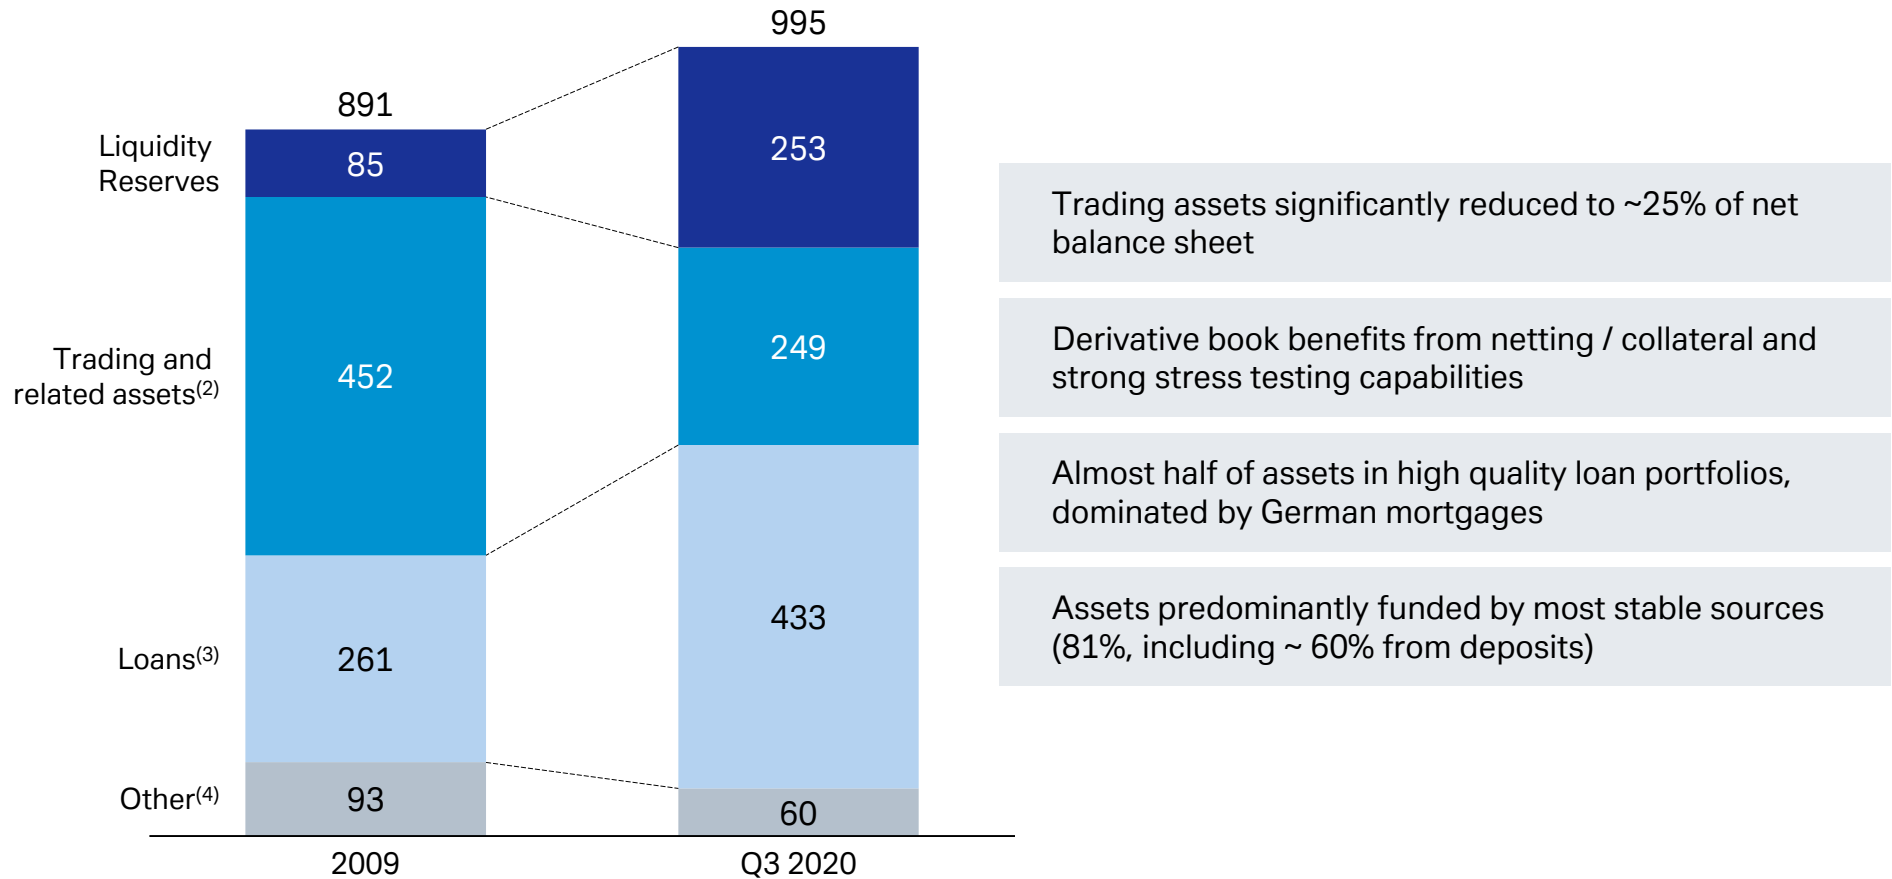 995
891
Liquidity
Reserves
85
253
Trading and
related assets(2)
452
249
Loans(3)
261
433
Other(4)
93
60
2009
Q3 2020
Trading assets significantly reduced to ~25% of net
balance sheet
Derivative book benefits from netting / collateral and
strong stress testing capabilities
Almost half of assets in high quality loan portfolios,
dominated by German mortgages
Assets predominantly funded by most stable sources
(81%, including ~ 60% from deposits)